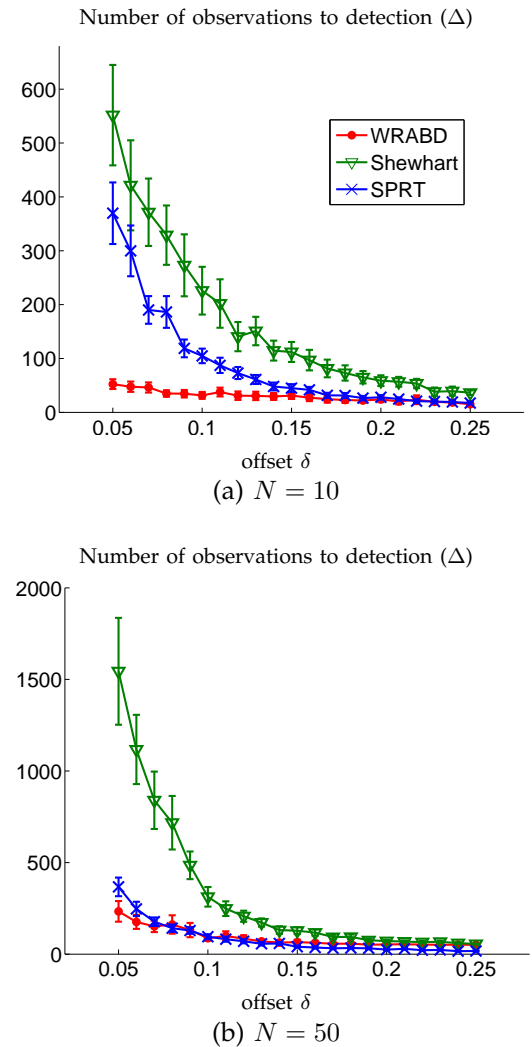 Number of observations to detection (Δ)
600
500
400
300
200
100
0
WRABD
Shewhart
SPRT
0.05 0.1 0.15 0.2 0.25
offset δ
(a) N = 10
Number of observations to detection (Δ)
2000
1500
1000
500
0
0.05 0.1 0.15 0.2 0.25
offset δ
(b) N = 50